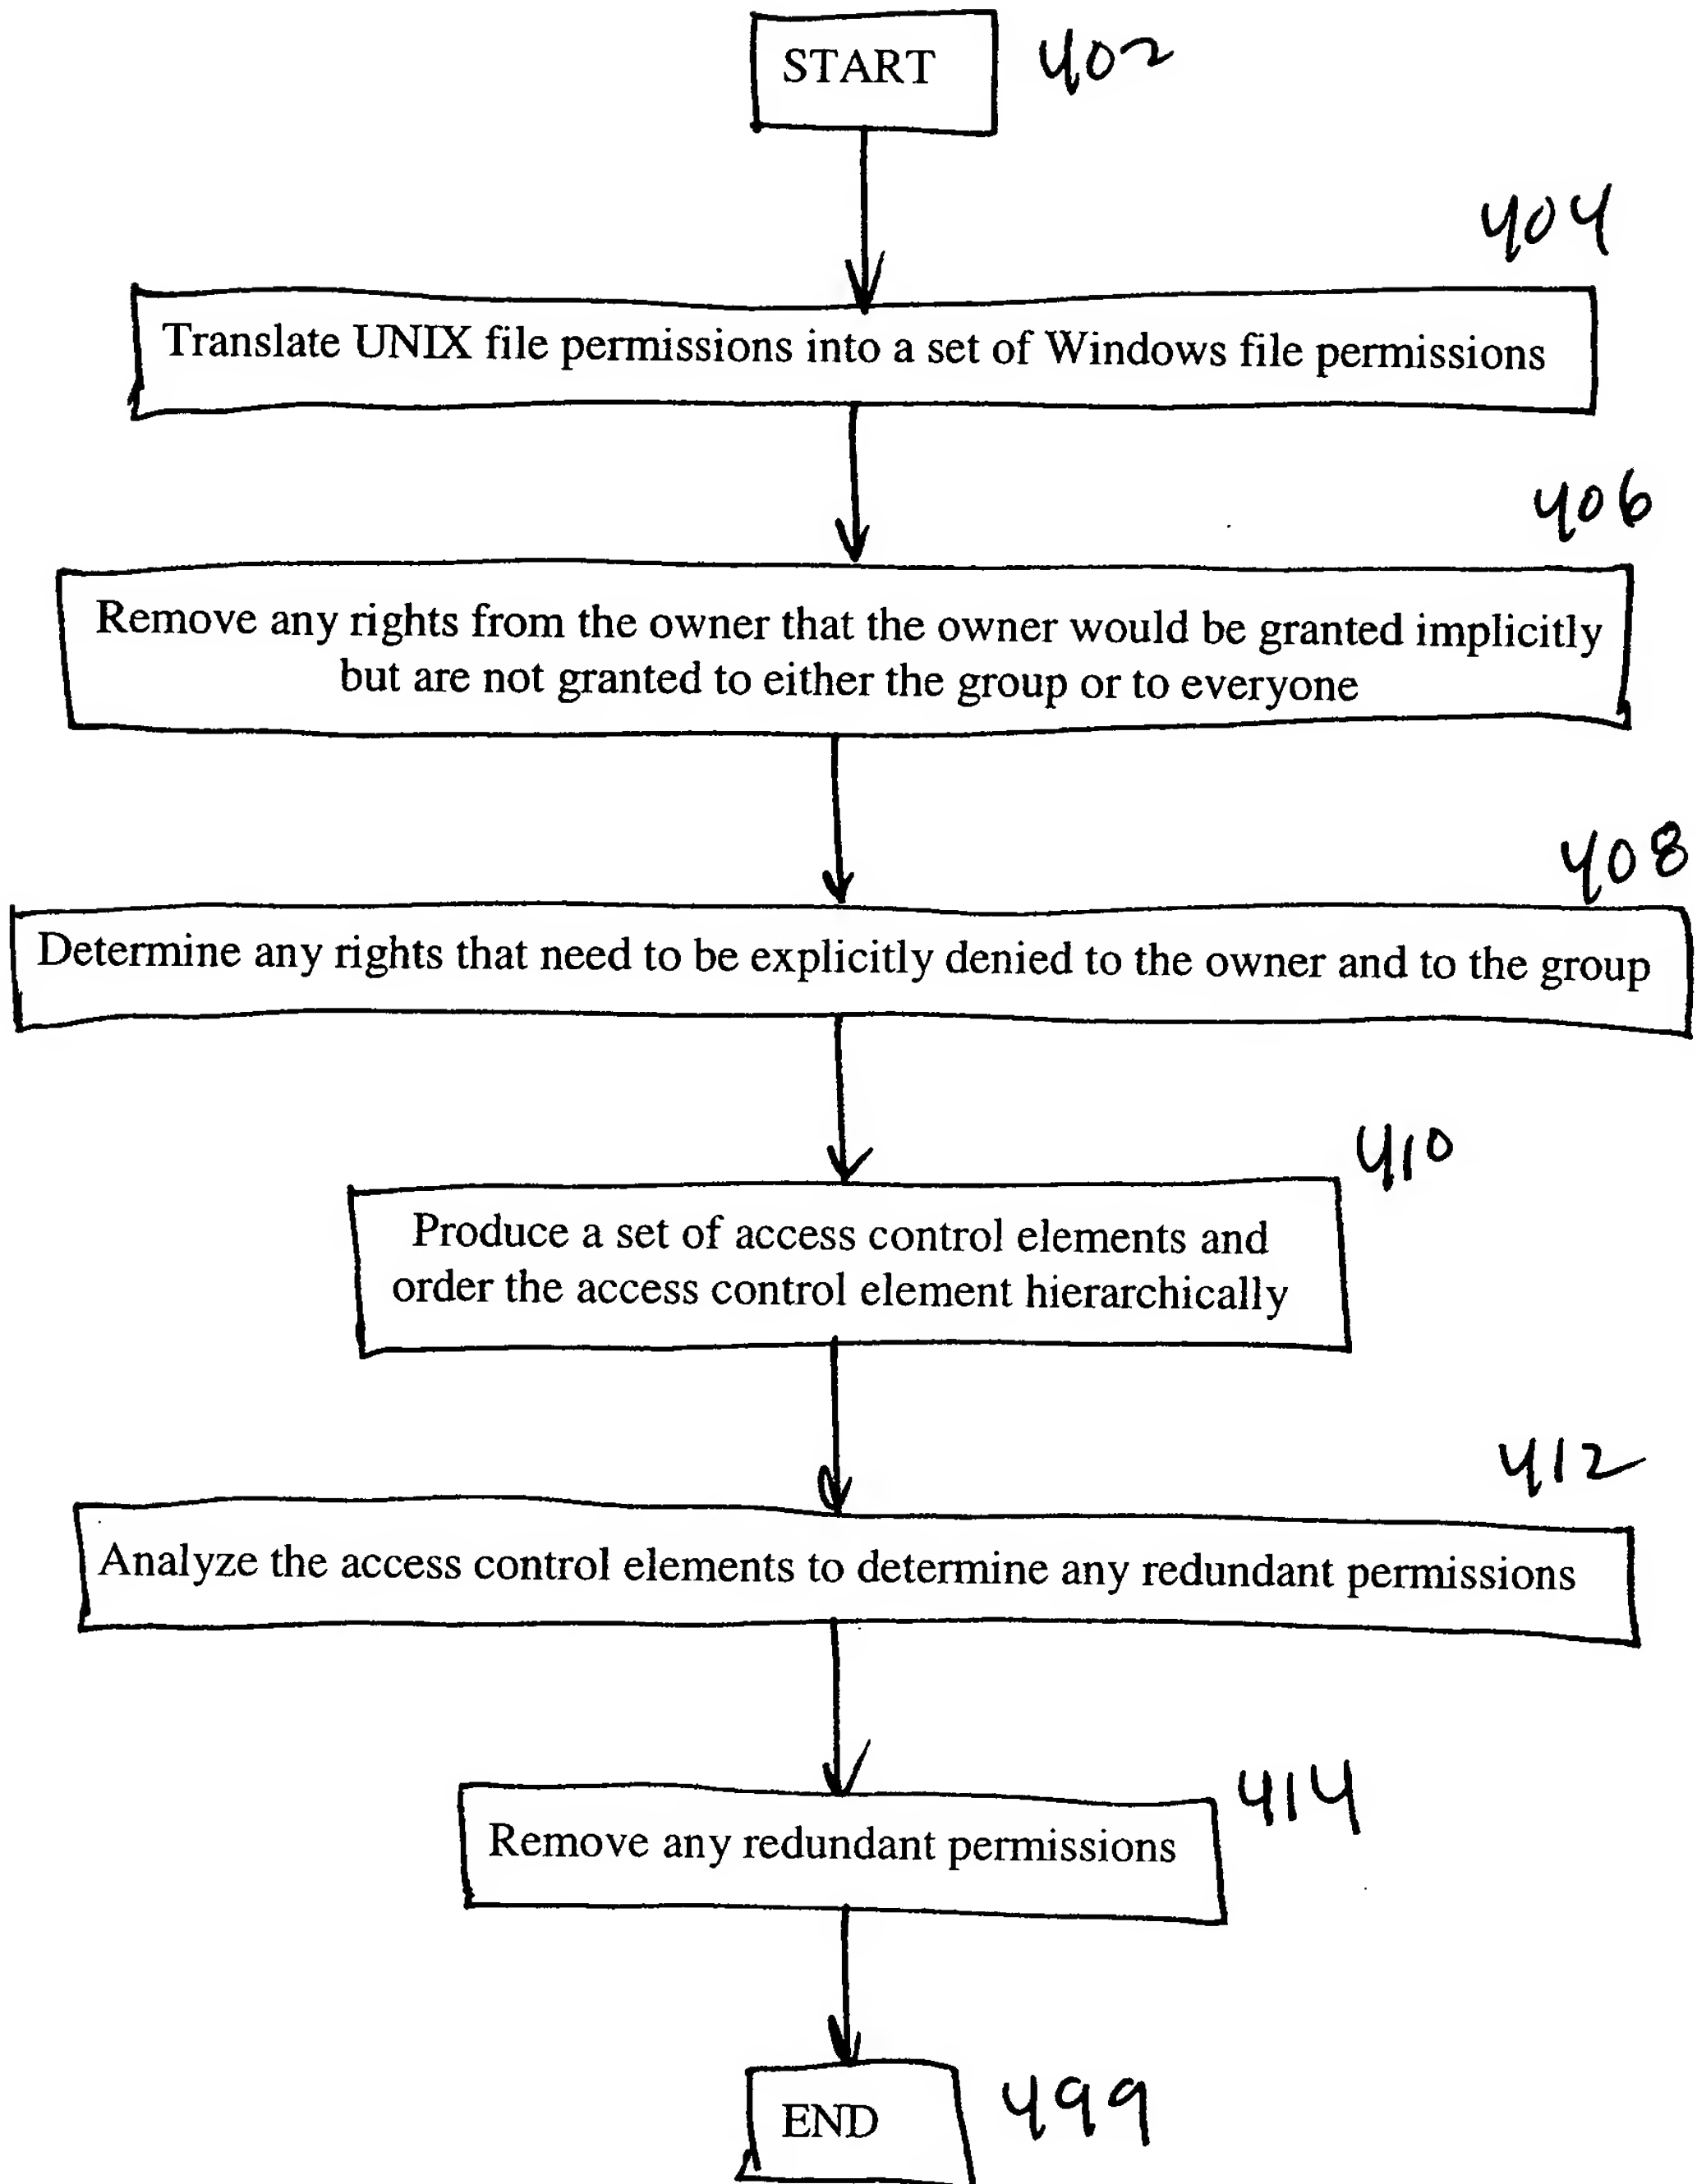 START 402
404
Translate UNIX file permissions into a set of Windows file permissions
406
Remove any rights from the owner that the owner would be granted implicitly
but are not granted to either the group or to everyone
408
Determine any rights that need to be explicitly denied to the owner and to the group
410
Produce a set of access control elements and
order the access control element hierarchically
412
Analyze the access control elements to determine any redundant permissions
414
Remove any redundant permissions
END 499